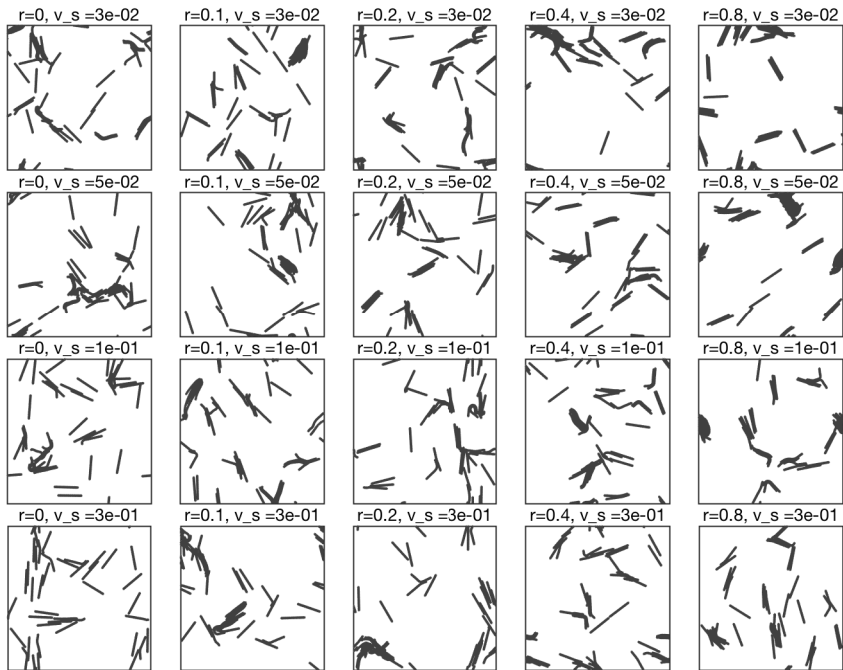 r=0, v_s=3e-02 r=0.1, v_s=3e-02 r=0.2, v_s=3e-02 r=0.4, v_s=3e-02 r=0.8, v_s=3e-02
r=0, v_s =5e-02 r=0.1, v_s =5e-02 r=0.2, v_s =5e-02 r=0.4, v_s =5e-02 r=0.8, v_s =5e-02
r=0, v_s =1e-01 r=0.1, v_s =1e-01 r=0.2, v_s =1e-01 r=0.4, v_s =1e-01 r=0.8, v_s =1e-01
r=0, v_s =3e-01 r=0.1, v_s =3e-01 r=0.2, v_s =3e-01 r=0.4, v_s =3e-01 r=0.8, v_s =3e-01